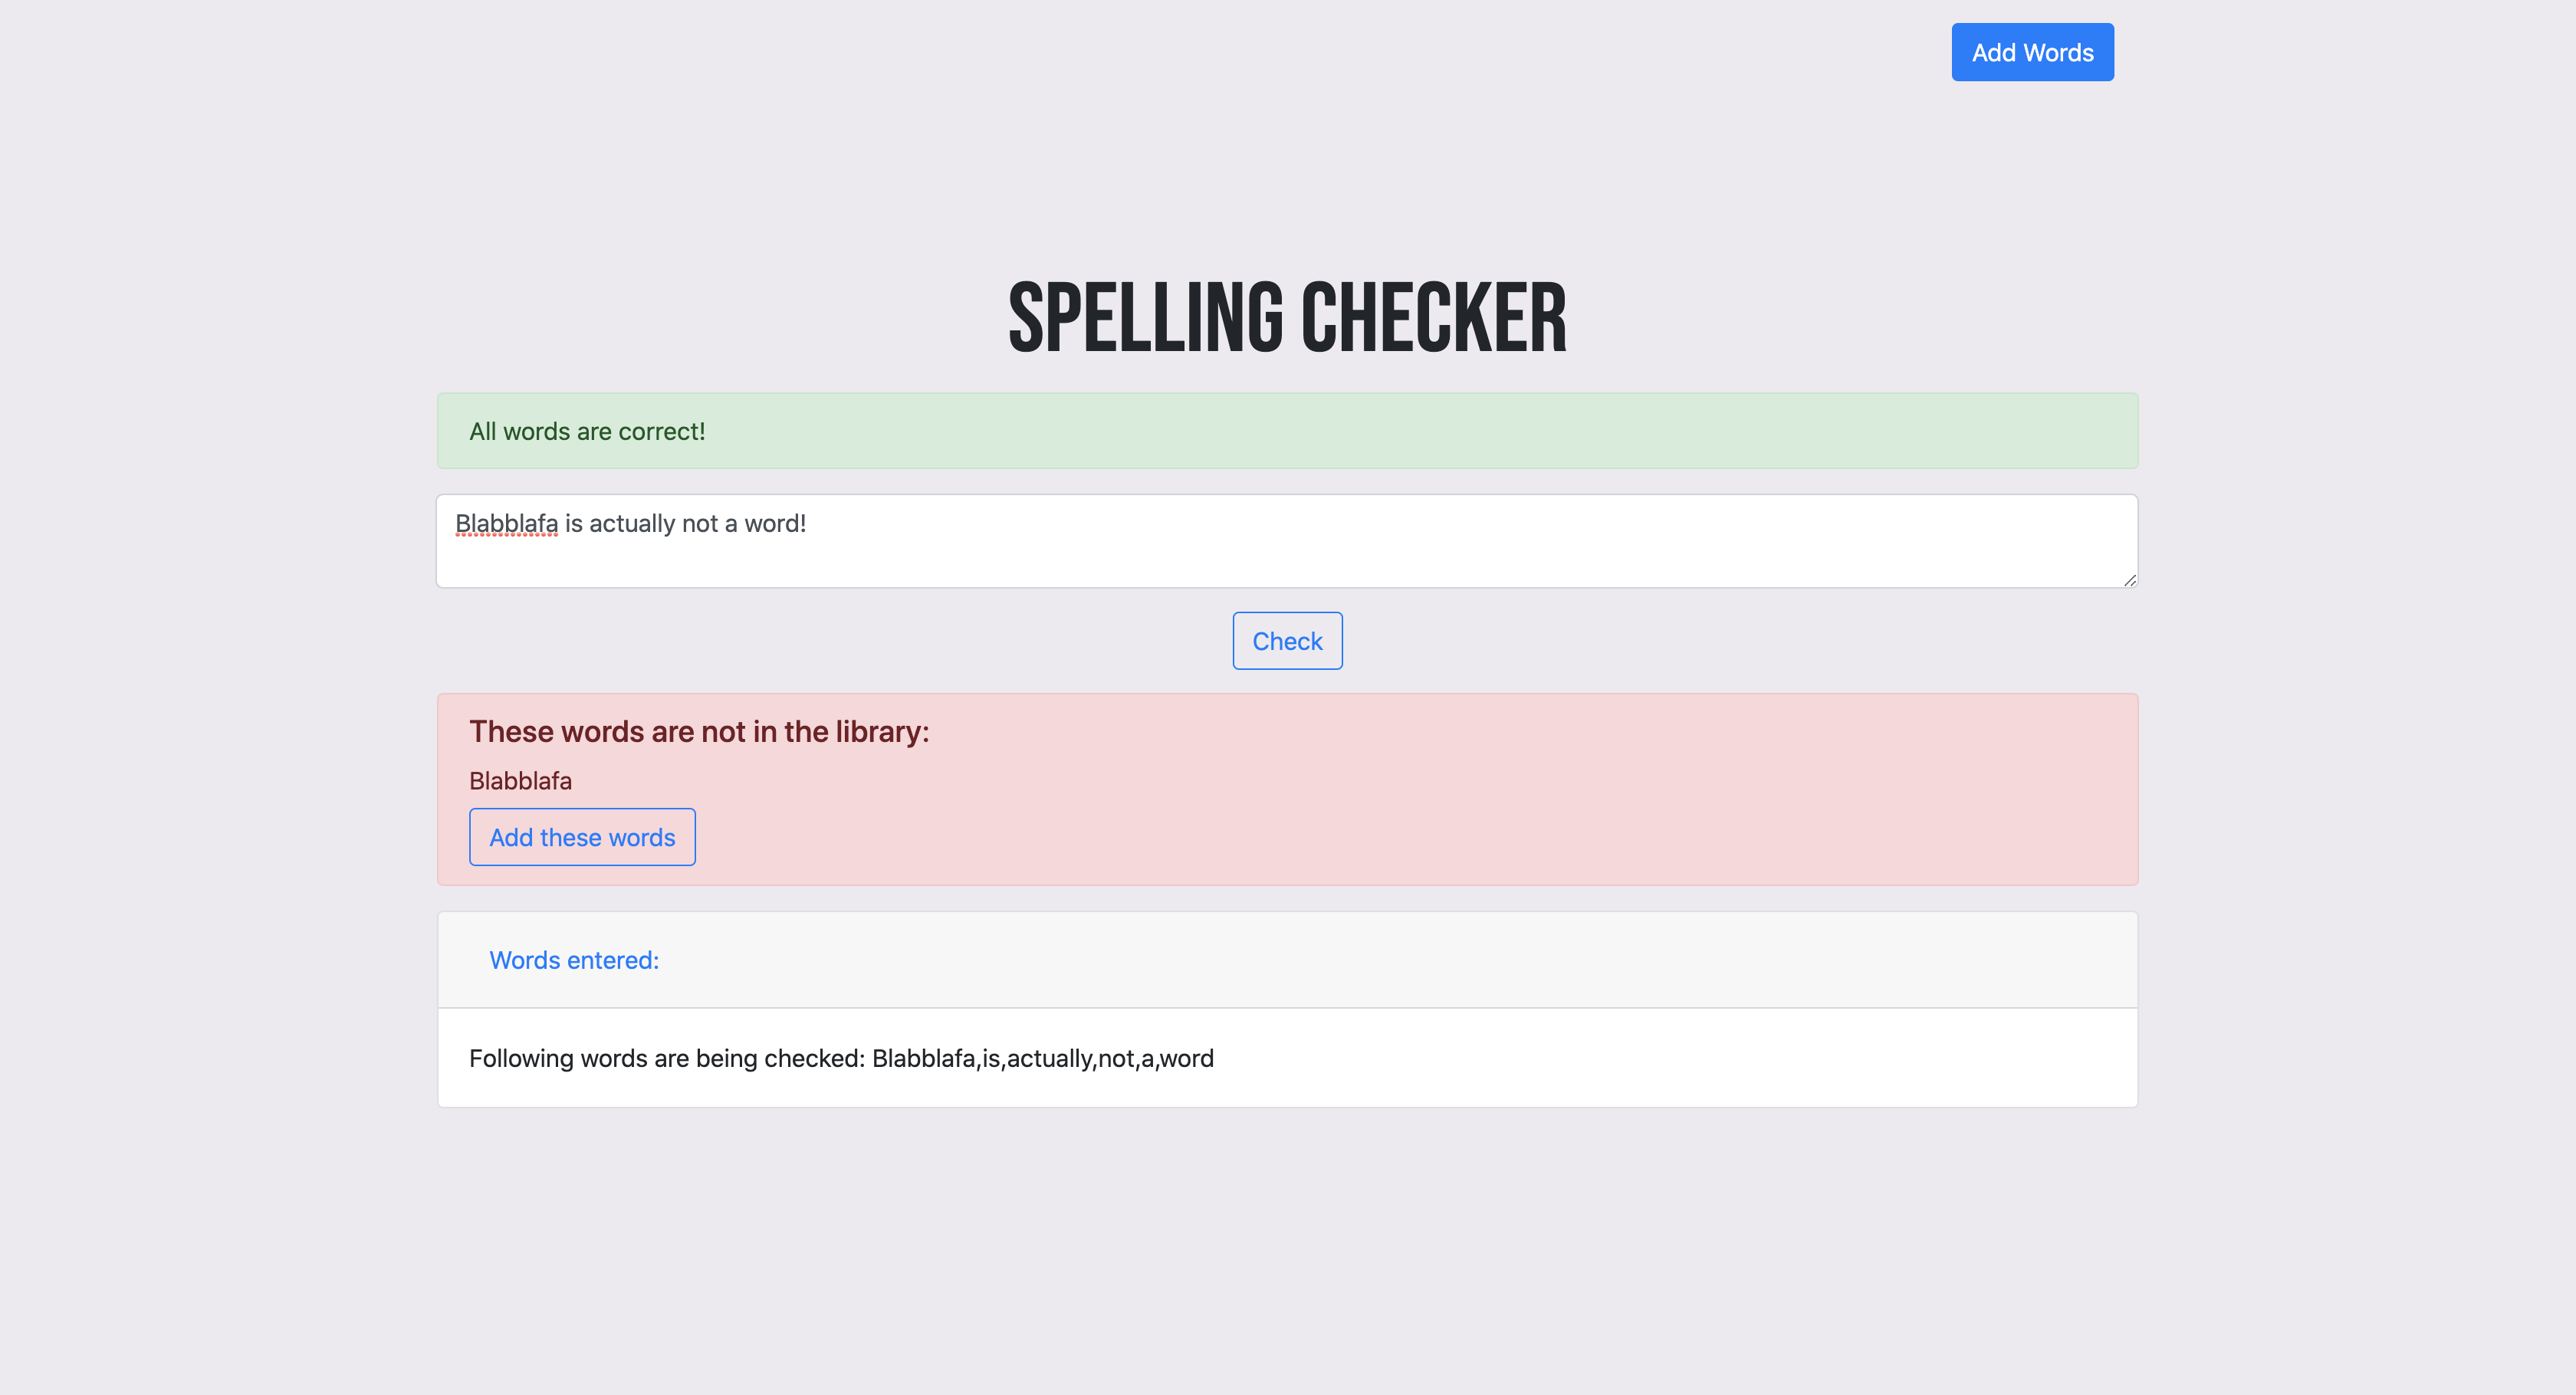 Add Words
SPELLING CHECKER
All words are correct!
Blabblafa is actually not a word!
Check
These words are not in the library:
Blabblafa
Add these words
Words entered:
Following words are being checked: Blabblafa,is,actually,not,a,word